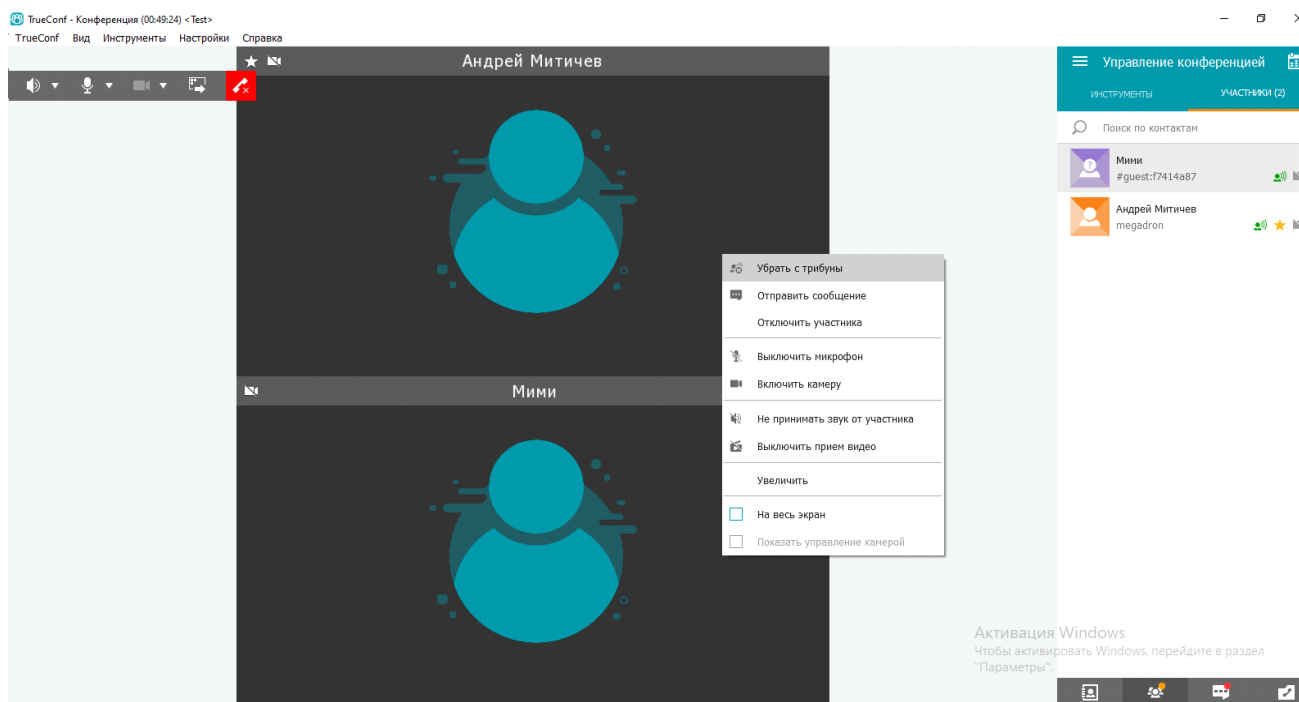 TrueConf - Конференция (00:49:24) <Test>
TrueConf Вид Инструменты Настройки Справка
Андрей Митичев
Управление конференцией
ИНСТРУМЕНТЫ УЧАСТНИКИ (2)
Поиск по контактам
Мими
#guest:f7414a87
Андрей Митичев
megadron
Убрать с трибуны
Отправить сообщение
Отключить участника
Выключить микрофон
Включить камеру
Не принимать звук от участника
Выключить прием видео
Увеличить
На весь экран
Показать управление камерой
Мими
Активация Windows
Чтобы активировать Windows, перейдите в раздел
"Параметры".